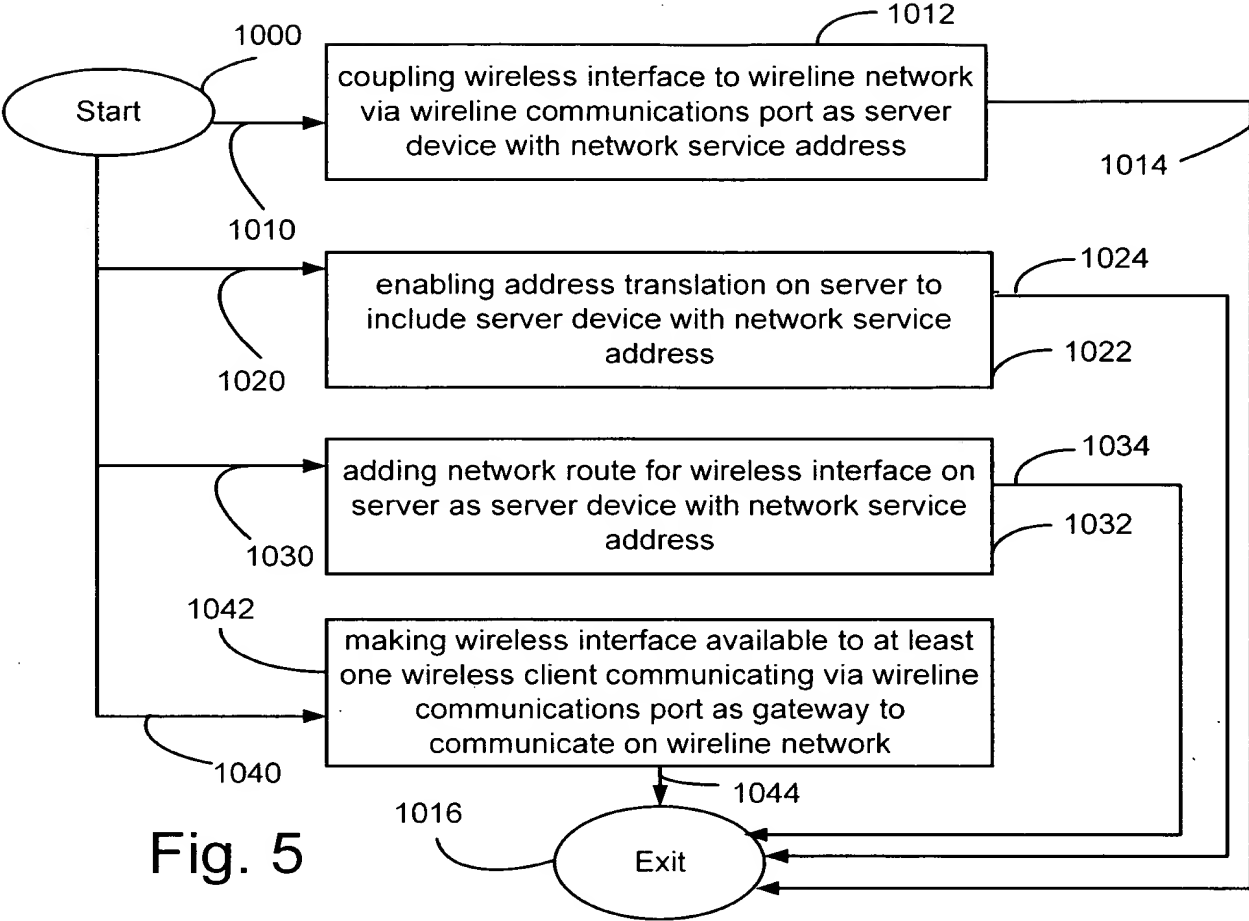 1012
1000
Start
coupling wireless interface to wireline network
via wireline communications port as server
device with network service address
1014
1010
enabling address translation on server to
include server device with network service
address
1024
1022
1020
adding network route for wireless interface on
server as server device with network service
address
1034
1032
1030
1042
making wireless interface available to at least
one wireless client communicating via wireline
communications port as gateway to
communicate on wireline network
1040
1044
1016
Exit
Fig. 5